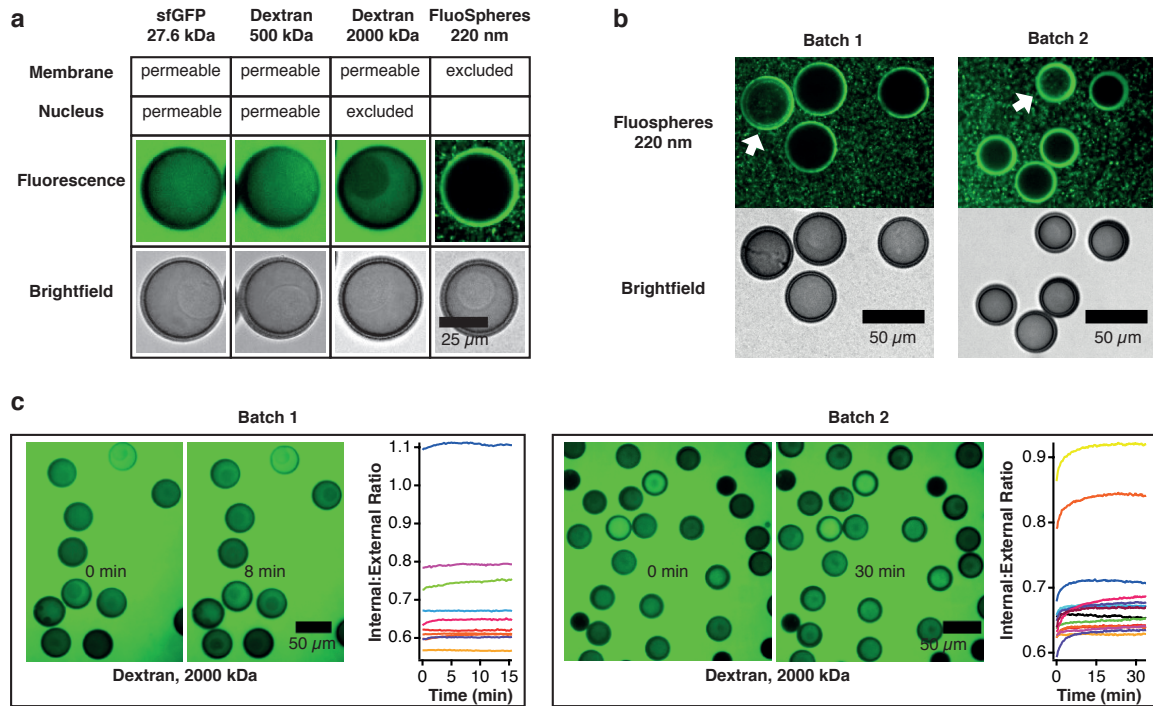 a
sfGFP Dextran Dextran FluoSpheres
27.6 kDa 500 kDa 2000 kDa 220 nm
Membrane permeable permeable permeable excluded
Nucleus permeable permeable excluded
Fluorescence
Brightfield
25 µm
b
Batch 1 Batch 2
Fluospheres
220 nm
Brightfield
50 µm 50 µm
c
Batch 1
0 min 8 min
50 µm
Dextran, 2000 kDa
Internal:External Ratio
1.1
0.8
0.7
0.6
0 5 10 15
Time (min)
Batch 2
0 min 30 min
50 µm
Dextran, 2000 kDa
Internal:External Ratio
0.9
0.8
0.7
0.6
0 15 30
Time (min)